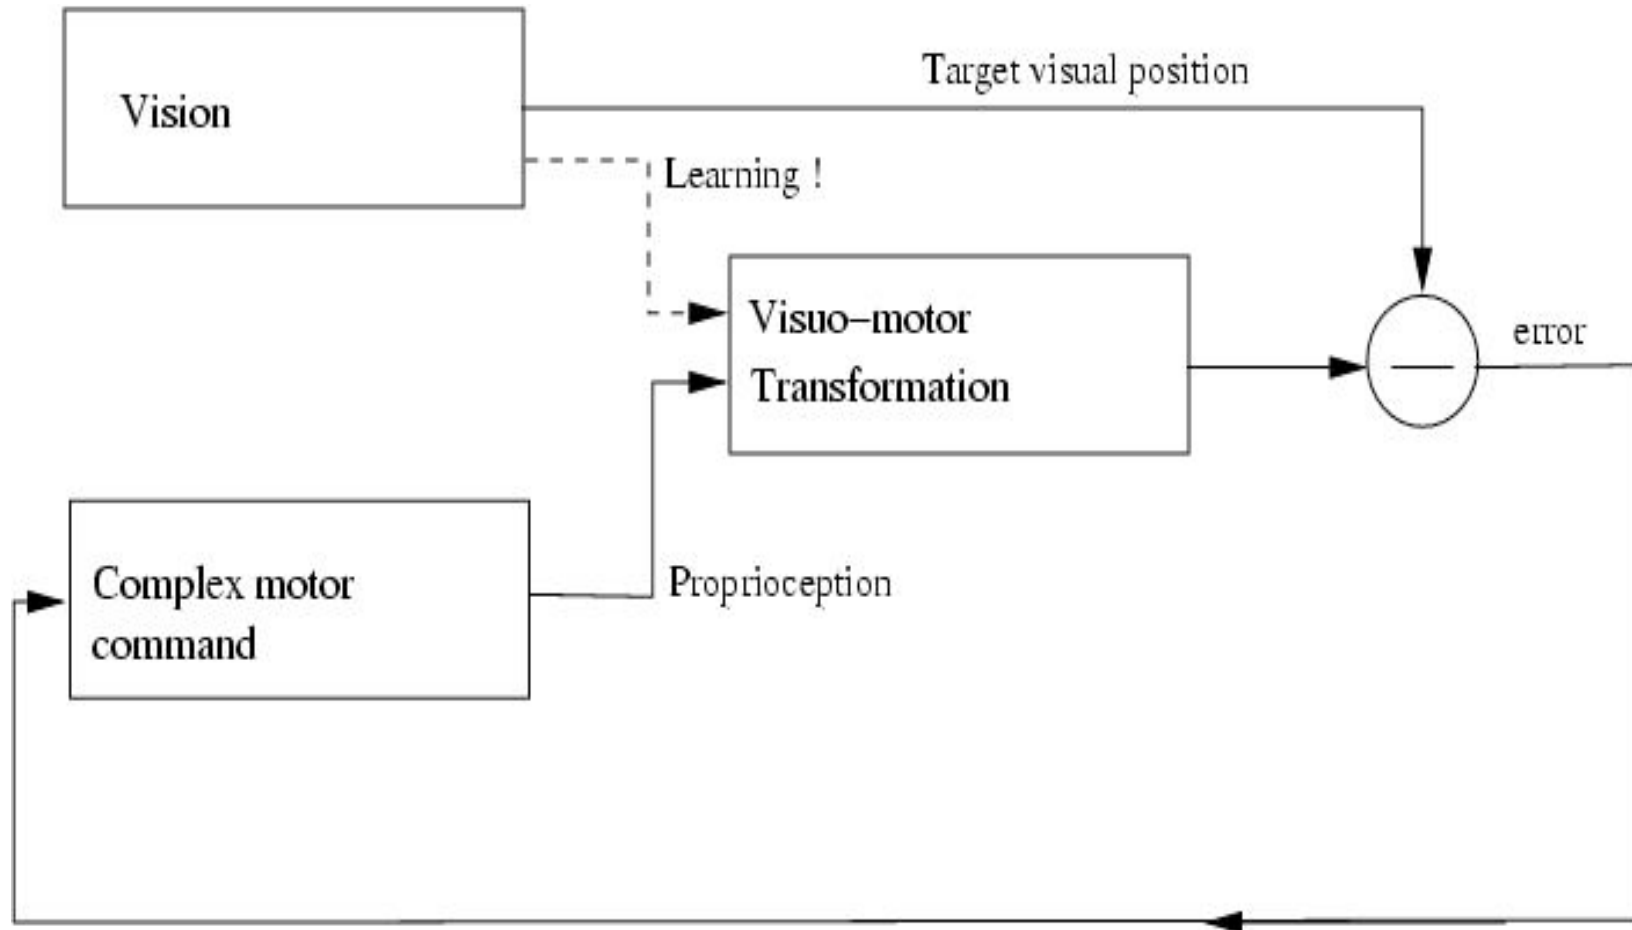 Target visual position
Vision
Learning !
Visuo-motor
Transformation
error
Complex motor
command
Proprioception